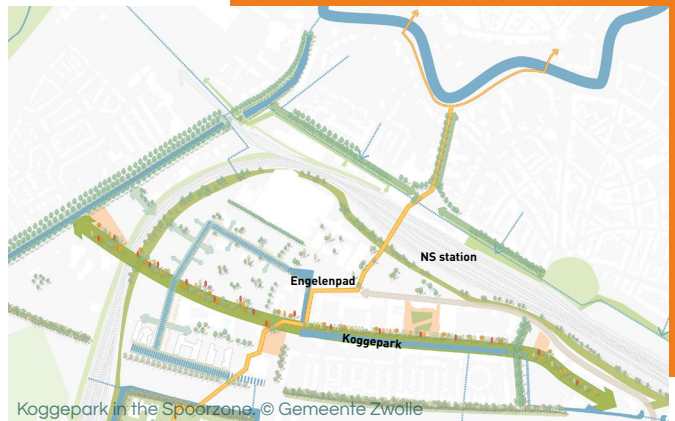 NS station
Engelenpad
Koggepark
Koggepark in the Spoorzone. © Gemeente Zwolle